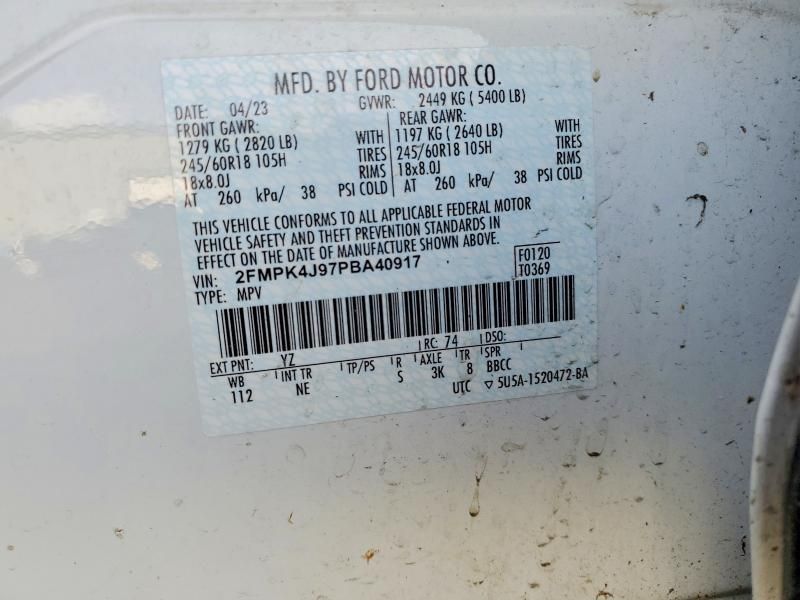 MFD. BY FORD MOTOR CO.
DATE: 04/23 GVWR: 2449 KG ( 5400 LB)
FRONT GAWR: REAR GAWR:
1279 KG ( 2820 LB) WITH 1197 KG ( 2640 LB) WITH
245/60R18 105H TIRES 245/60R18 105H TIRES
18x8.0J RIMS 18x8.0J RIMS
AT 260 kPa/ 38 PSI COLD AT 260 kPa/ 38 PSI COLD
THIS VEHICLE CONFORMS TO ALL APPLICABLE FEDERAL MOTOR
VEHICLE SAFETY AND THEFT PREVENTION STANDARDS IN
EFFECT ON THE DATE OF MANUFACTURE SHOWN ABOVE.
VIN: 2FMPK4J97PBA40917 F0120
TYPE: MPV T0369
EXT PNT: YZ RC: 74 DSO:
WB INT TR TP/PS R AXLE TR SPR
112 NE S 3K 8 BBCC
UTC ▽ 5U5A-1520472-BA